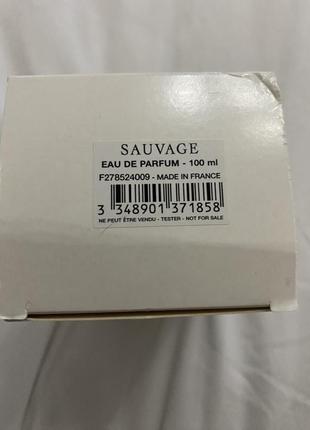 SAUVAGE
EAU DE PARFUM - 100 ml
F278524009 - MADE IN FRANCE
3 348901 371858
NE PEUT ÊTRE VENDU - TESTER - NOT FOR SALE